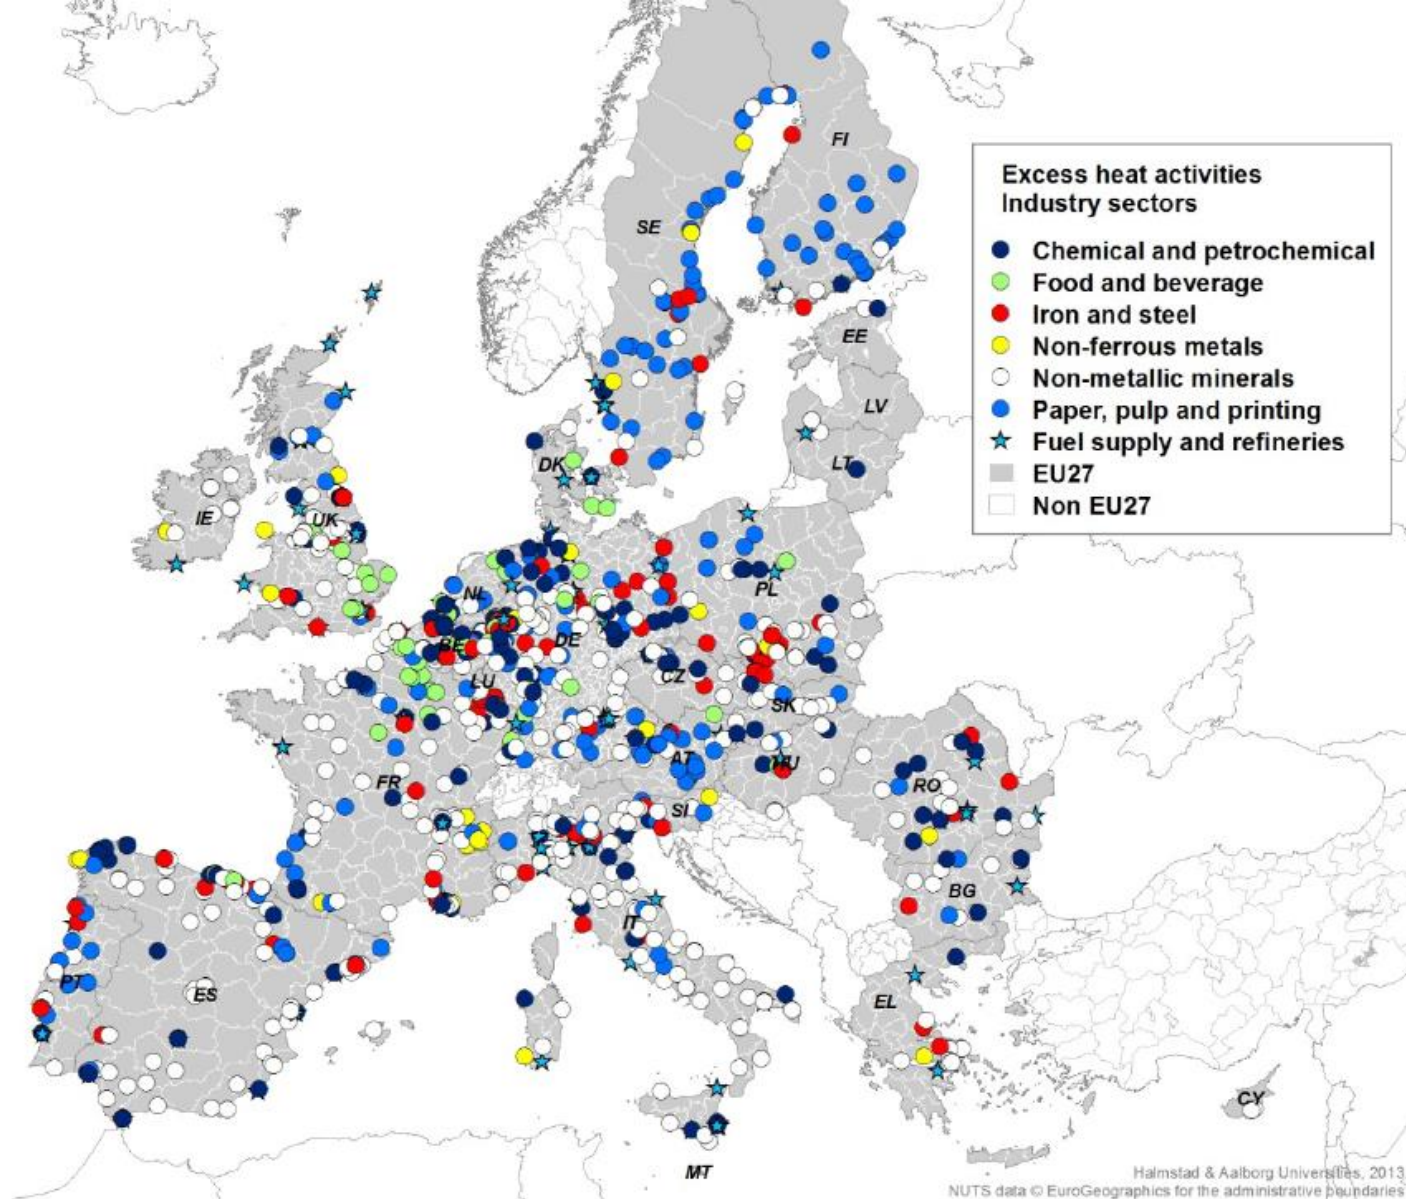 FI
SE
EE
LV
LT
DK
IE
UK
NL
PL
BE
DE
LU
CZ
SK
FR
AT
HU
SI
RO
BG
IT
PT
ES
EL
CY
MT
Excess heat activities
Industry sectors
Chemical and petrochemical
Food and beverage
Iron and steel
Non-ferrous metals
Non-metallic minerals
Paper, pulp and printing
Fuel supply and refineries
EU27
Non EU27
Halmstad & Aalborg Universities, 2013
NUTS data © EuroGeographics for the administrative boundaries